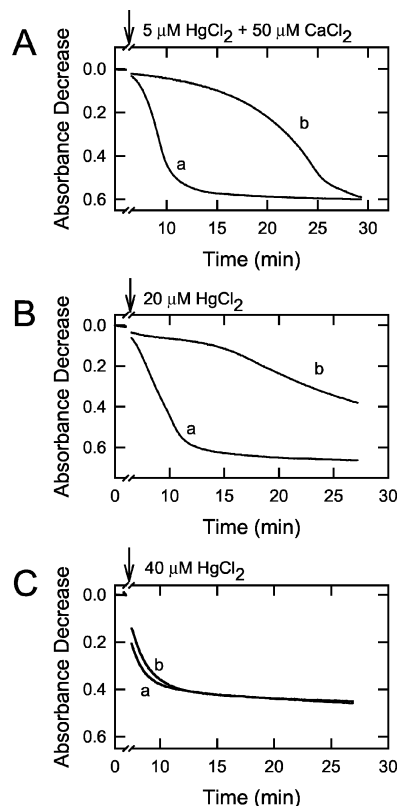 A
5 μM HgCl2 + 50 μM CaCl2
Absorbance Decrease
0.0
0.2
0.4
0.6
a
b
0 10 15 20 25 30
Time (min)
B
20 μM HgCl2
Absorbance Decrease
0.0
0.2
0.4
0.6
a
b
0 10 15 20 25 30
Time (min)
C
40 μM HgCl2
Absorbance Decrease
0.0
0.2
0.4
0.6
b
a
0 10 15 20 25 30
Time (min)